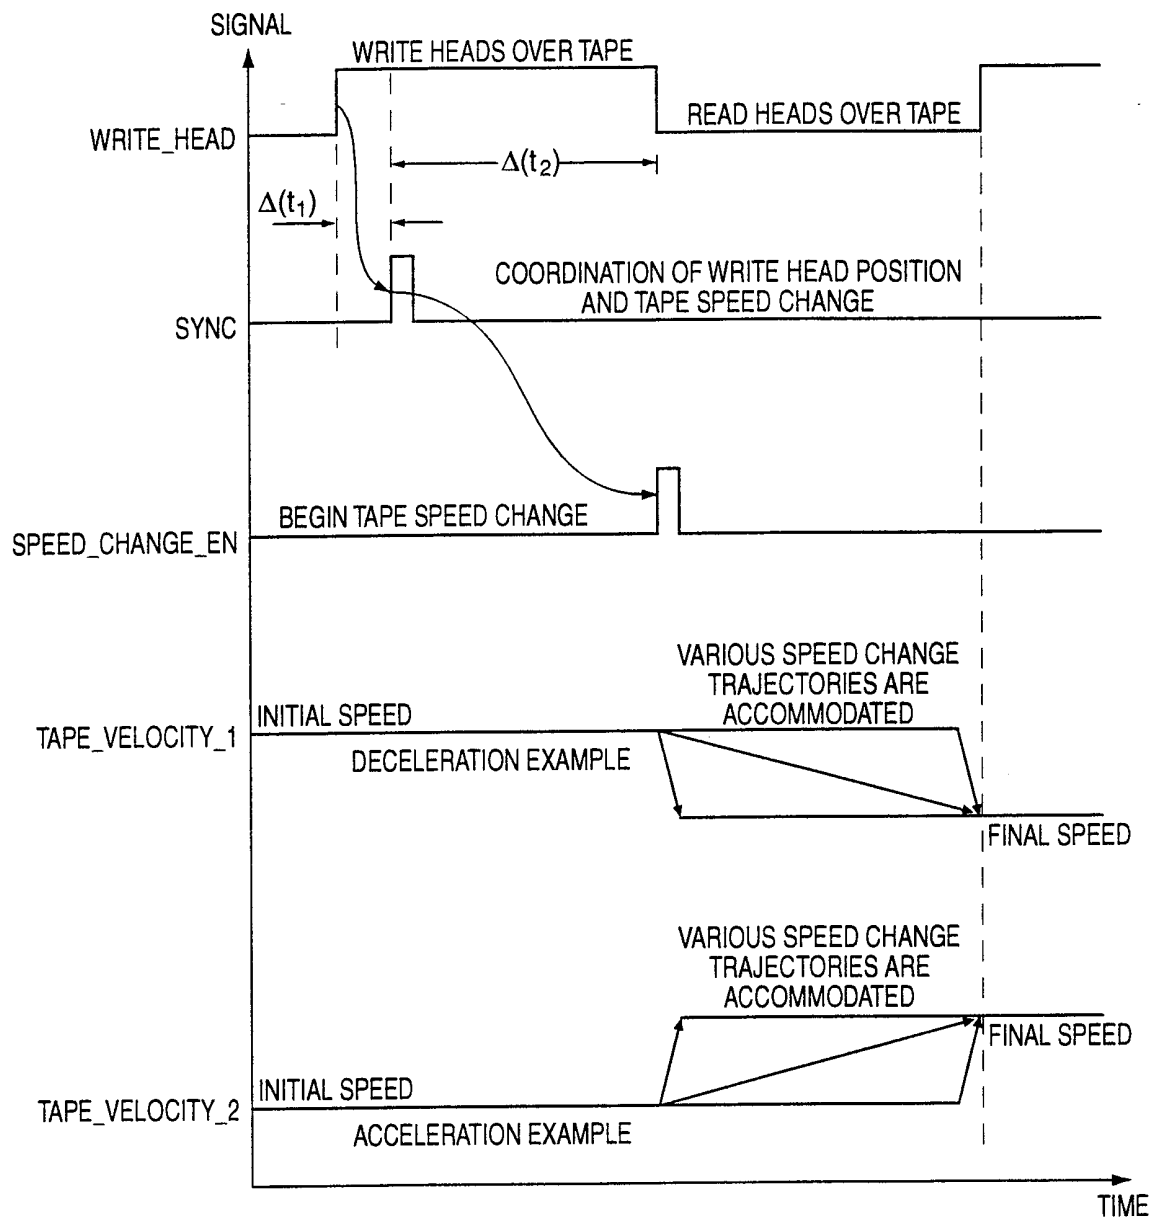 SIGNAL
WRITE HEADS OVER TAPE
WRITE_HEAD
READ HEADS OVER TAPE
Δ(t₂)
Δ(t₁)
COORDINATION OF WRITE HEAD POSITION
AND TAPE SPEED CHANGE
SYNC
BEGIN TAPE SPEED CHANGE
SPEED_CHANGE_EN
VARIOUS SPEED CHANGE
TRAJECTORIES ARE
ACCOMMODATED
INITIAL SPEED
TAPE_VELOCITY_1
DECELERATION EXAMPLE
FINAL SPEED
VARIOUS SPEED CHANGE
TRAJECTORIES ARE
ACCOMMODATED
FINAL SPEED
INITIAL SPEED
TAPE_VELOCITY_2
ACCELERATION EXAMPLE
TIME